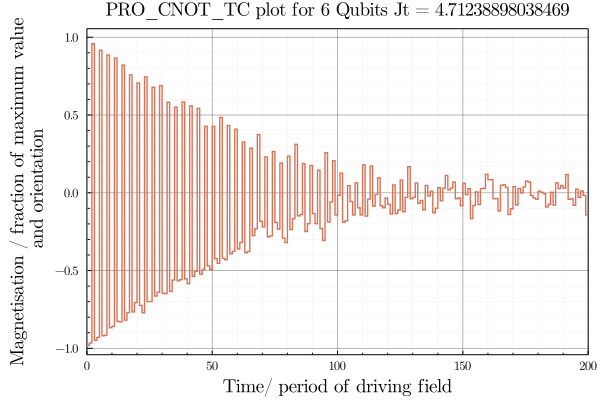 PRO_CNOT_TC plot for 6 Qubits Jt = 4.71238898038469
Magnetisation / fraction of maximum value
and orientation
1.0
0.5
0.0
−0.5
−1.0
0 50 100 150 200
Time/ period of driving field